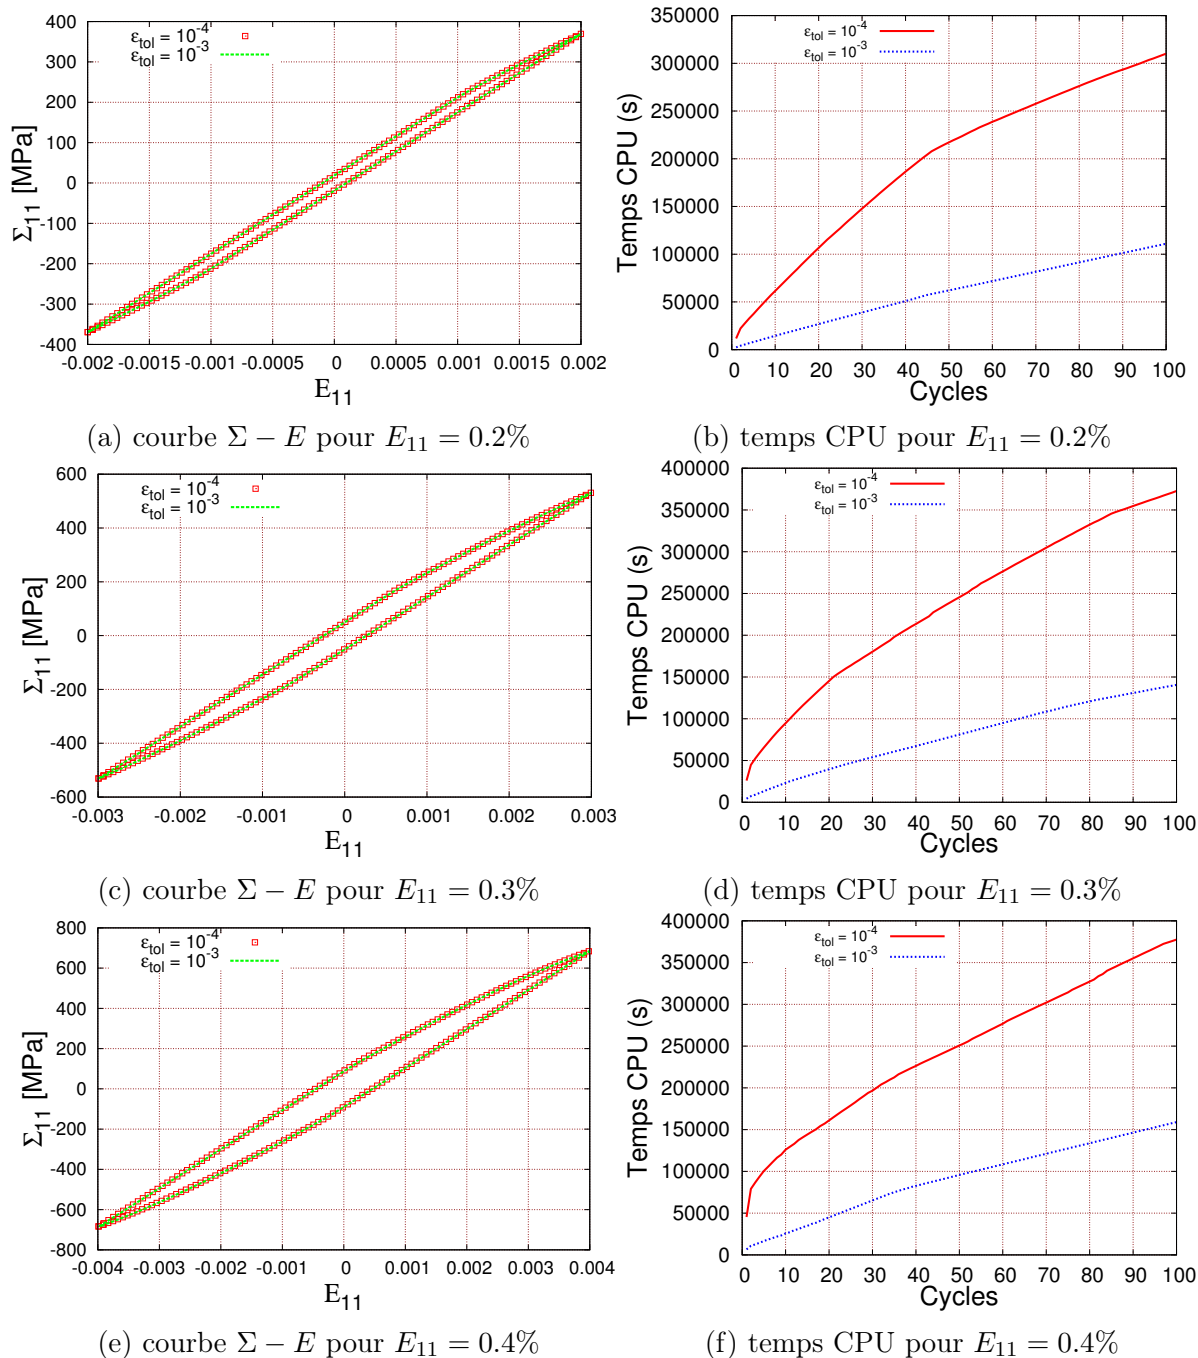 400
300
200
100
0
-100
-200
-300
-400
Σ11 [MPa]
εtol = 10-4
εtol = 10-3
-0.002 -0.0015 -0.001 -0.0005 0 0.0005 0.001 0.0015 0.002
E11
(a) courbe Σ − E pour E11 = 0.2%
350000
300000
250000
200000
150000
100000
50000
0
Temps CPU (s)
εtol = 10-4
εtol = 10-3
0 10 20 30 40 50 60 70 80 90 100
Cycles
(b) temps CPU pour E11 = 0.2%
600
400
200
0
-200
-400
-600
Σ11 [MPa]
εtol = 10-4
εtol = 10-3
-0.003 -0.002 -0.001 0 0.001 0.002 0.003
E11
(c) courbe Σ − E pour E11 = 0.3%
400000
350000
300000
250000
200000
150000
100000
50000
0
Temps CPU (s)
εtol = 10-4
εtol = 10-3
0 10 20 30 40 50 60 70 80 90 100
Cycles
(d) temps CPU pour E11 = 0.3%
800
600
400
200
0
-200
-400
-600
-800
Σ11 [MPa]
εtol = 10-4
εtol = 10-3
-0.004 -0.003 -0.002 -0.001 0 0.001 0.002 0.003 0.004
E11
(e) courbe Σ − E pour E11 = 0.4%
400000
350000
300000
250000
200000
150000
100000
50000
0
Temps CPU (s)
εtol = 10-4
εtol = 10-3
0 10 20 30 40 50 60 70 80 90 100
Cycles
(f) temps CPU pour E11 = 0.4%